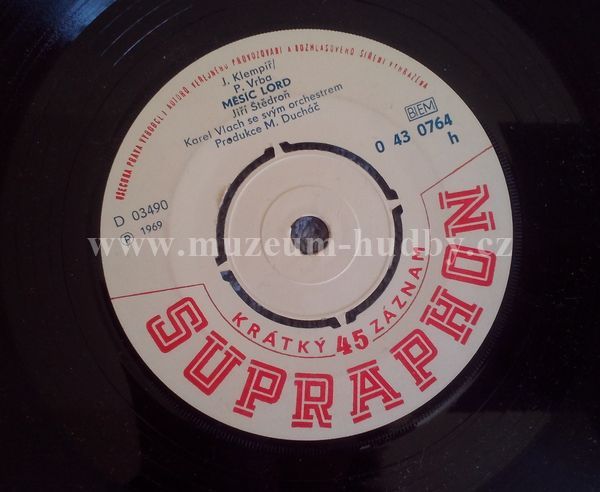 VŠECHNA PRÁVA VÝROBCE I AUTORŮ VEŘEJNÉHO PROVOZOVÁNÍ A ROZHLASOVÉHO ŠÍŘENÍ VYHRAZENA
J. Klempíř/
P. Vrba
MĚSÍC LORD
Jiří Štědroň
Karel Vlach se svým orchestrem
Produkce M. Ducháč
BIEM
0 43 0764
h
D 03490
Ⓟ 1969
www.muzeum-hudby.cz
KRÁTKÝ 45 ZÁZNAM
SUPRAPHON